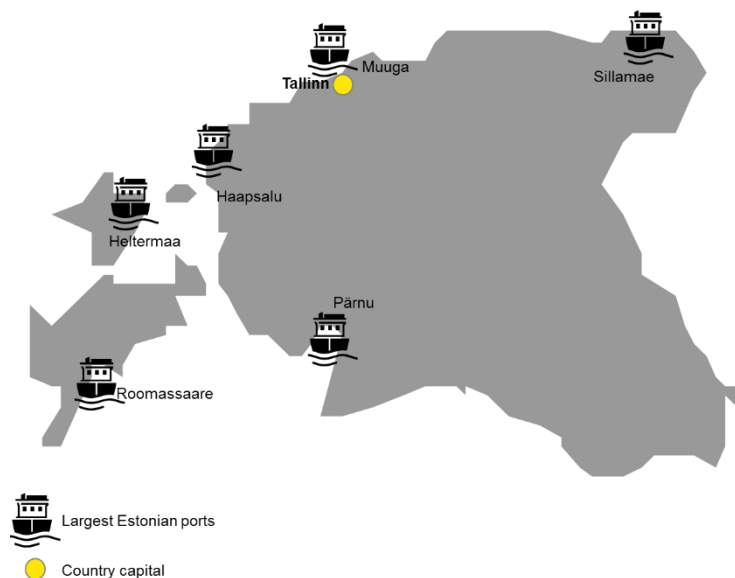 Muuga
Sillamae
Tallinn
Haapsalu
Heltermaa
Pärnu
Roomassaare
Largest Estonian ports
Country capital